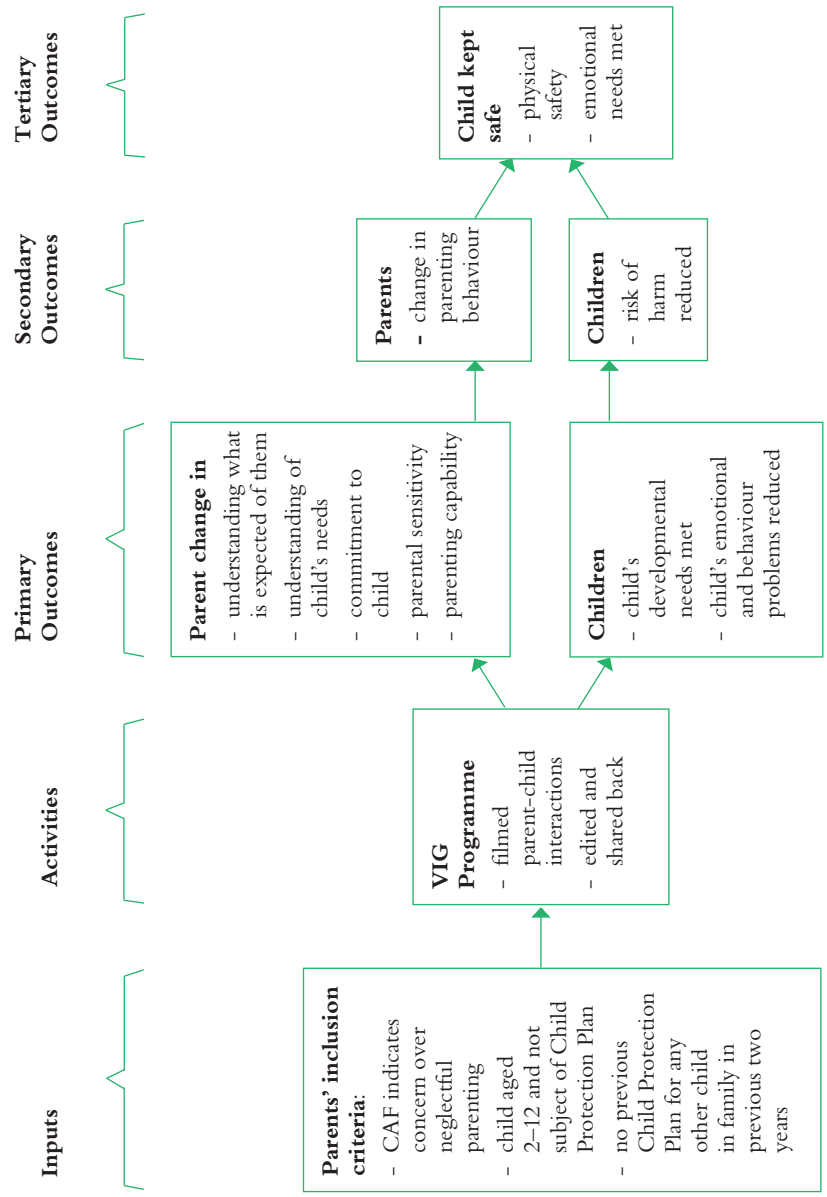 Inputs
Activities
Primary
Outcomes
Secondary
Outcomes
Tertiary
Outcomes
Parents' inclusion
criteria:
- CAF indicates
concern over
neglectful
parenting
- child aged
2–12 and not
subject of Child
Protection Plan
- no previous
Child Protection
Plan for any
other child
in family in
previous two
years
VIG
Programme
- filmed
parent-child
interactions
- edited and
shared back
Parent change in
- understanding what
is expected of them
- understanding of
child's needs
- commitment to
child
- parental sensitivity
- parenting capability
Children
- child's
developmental
needs met
- child's emotional
and behaviour
problems reduced
Parents
- change in
parenting
behaviour
Children
- risk of
harm
reduced
Child kept
safe
- physical
safety
- emotional
needs met